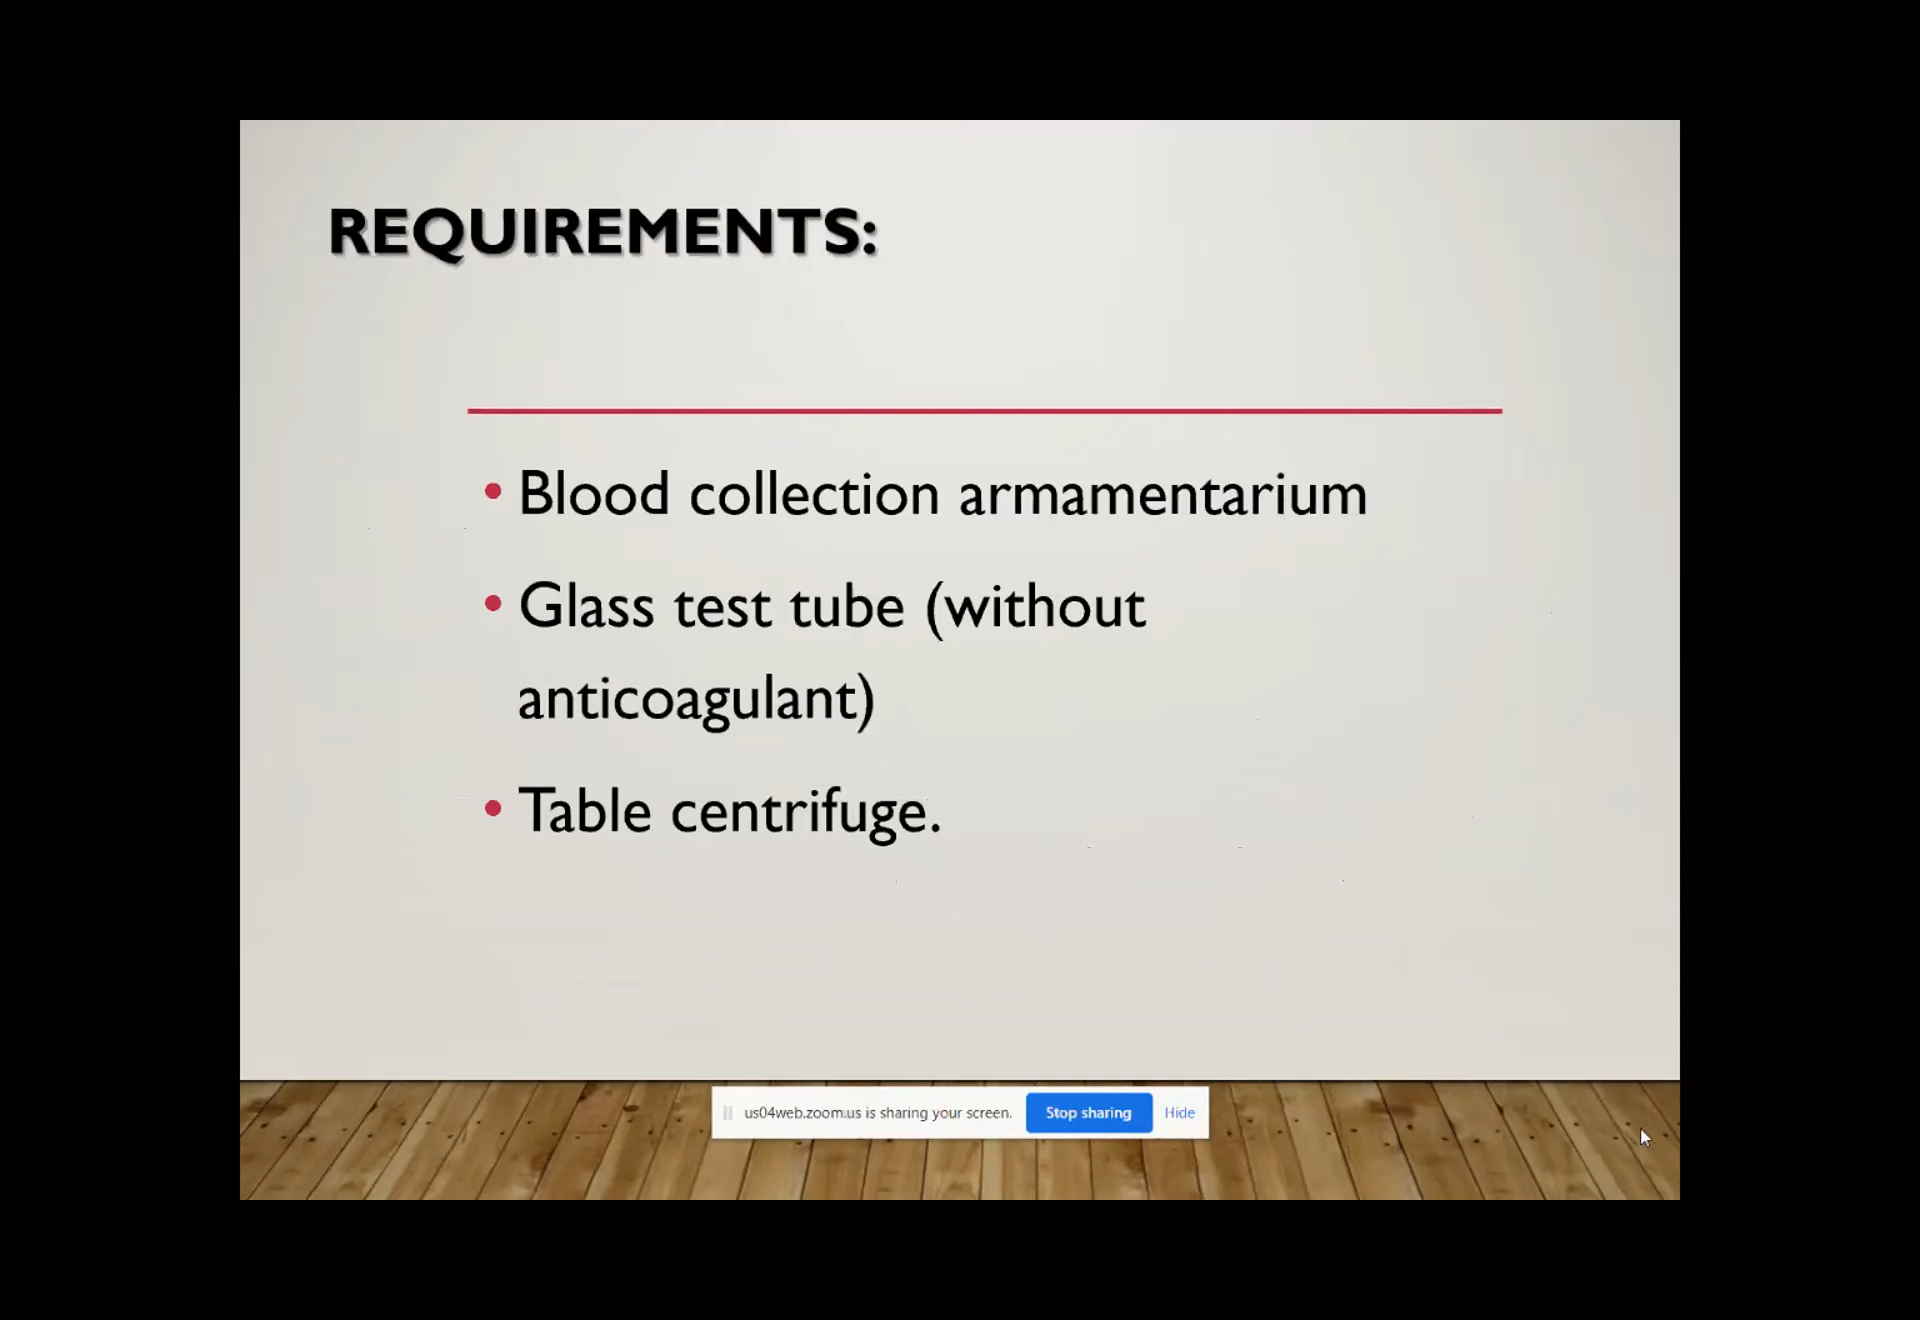 REQUIREMENTS:
• Blood collection armamentarium
• Glass test tube (without
anticoagulant)
• Table centrifuge.
us04web.zoom.us is sharing your screen. Stop sharing Hide